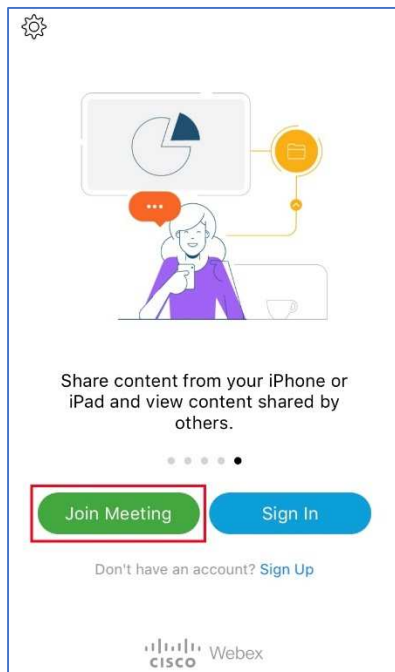 Share content from your iPhone or
iPad and view content shared by
others.
Join Meeting
Sign In
Don't have an account? Sign Up
CISCO Webex